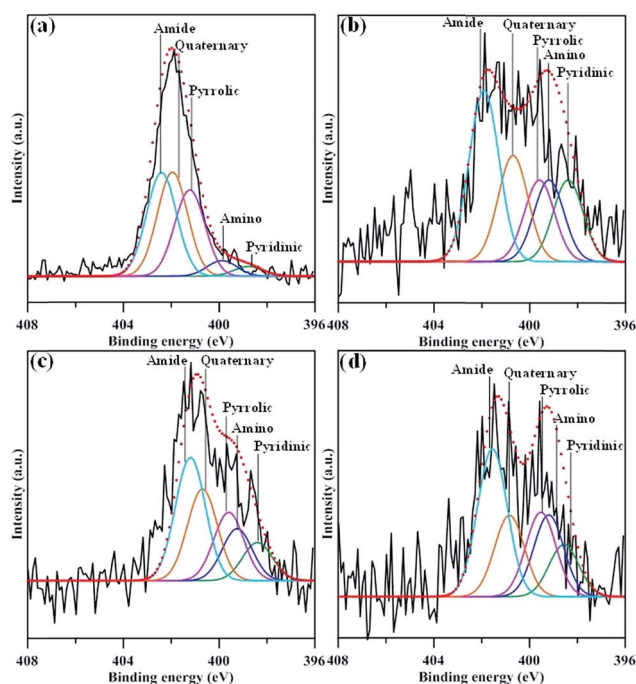 (a)
Amide
Quaternary
Pyrrolic
Amino
Pyridinic
Intensity (a.u.)
408 404 400 396
Binding energy (eV)
(b)
Amide
Quaternary
Pyrrolic
Amino
Pyridinic
Intensity (a.u.)
408 404 400 396
Binding energy (eV)
(c)
Amide Quaternary
Pyrrolic
Amino
Pyridinic
Intensity (a.u.)
408 404 400 396
Binding energy (eV)
(d)
Amide Quaternary
Pyrrolic
Amino
Pyridinic
Intensity (a.u.)
408 404 400 396
Binding energy (eV)